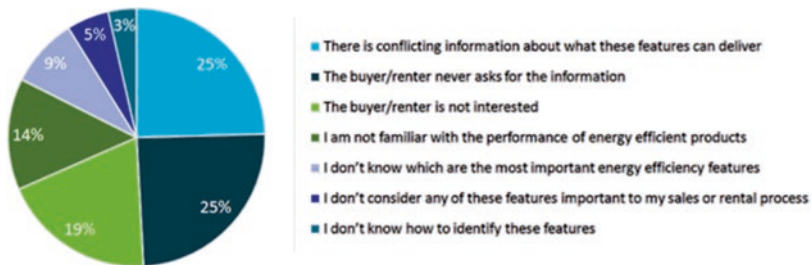 3%
5%
25%
9%
14%
25%
19%
There is conflicting information about what these features can deliver
The buyer/renter never asks for the information
The buyer/renter is not interested
I am not familiar with the performance of energy efficient products
I don't know which are the most important energy efficiency features
I don't consider any of these features important to my sales or rental process
I don't know how to identify these features